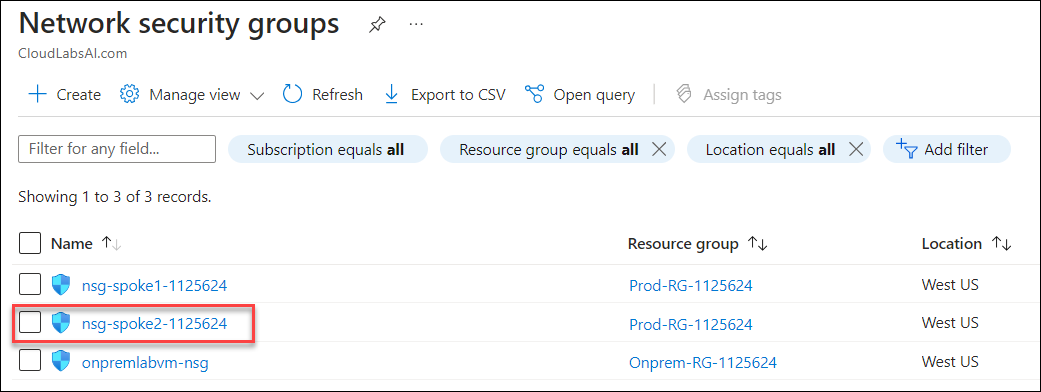 Network security groups ...
CloudLabsAI.com
Create Manage view Refresh Export to CSV Open query Assign tags
Filter for any field... Subscription equals all Resource group equals all Location equals all Add filter
Showing 1 to 3 of 3 records.
Name Resource group Location
nsg-spoke1-1125624 Prod-RG-1125624 West US
nsg-spoke2-1125624 Prod-RG-1125624 West US
onpremlabvm-nsg Onprem-RG-1125624 West US